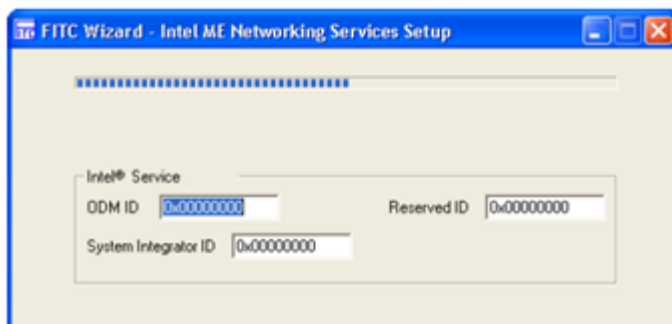 FITC Wizard - Intel ME Networking Services Setup
Intel® Service
ODM ID 0x00000000 Reserved ID 0x00000000
System Integrator ID 0x00000000